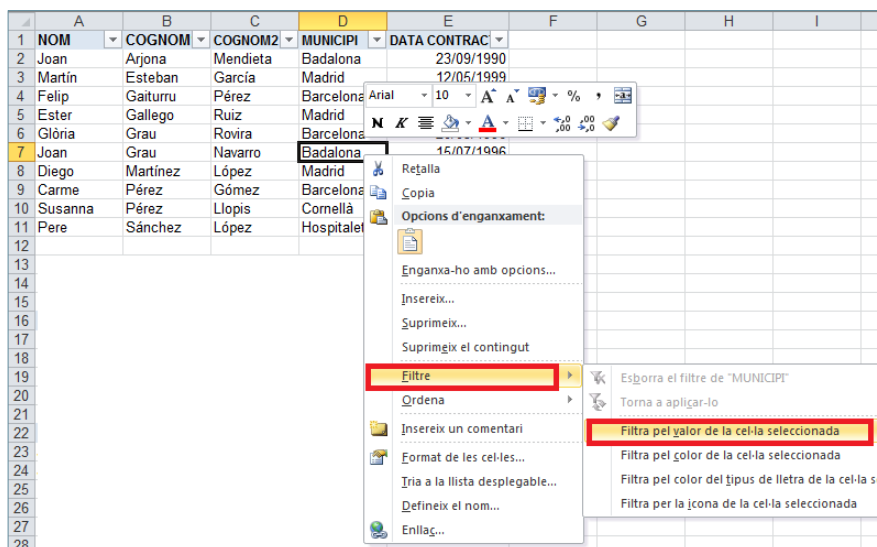 A B C D E F G H I
1 NOM COGNOM COGNOM2 MUNICIPI DATA CONTRAC
2 Joan Arjona Mendieta Badalona 23/09/1990
3 Martín Esteban García Madrid 12/05/1999
4 Felip Gaiturru Pérez Barcelona
5 Ester Gallego Ruiz Madrid
6 Glòria Grau Rovira Barcelona
7 Joan Grau Navarro Badalona 15/07/1996
8 Diego Martínez López Madrid
9 Carme Pérez Gómez Barcelona
10 Susanna Pérez Llopis Cornellà
11 Pere Sánchez López Hospitalet
12
13
14
15
16
17
18
19
20
21
22
23
24
25
26
27
28
Arial 10 A A % ,
N K A ,00 ,00
Retalla
Copia
Opcions d'enganxament:
Enganxa-ho amb opcions...
Insereix...
Suprimeix...
Suprimeix el contingut
Filtre
Ordena
Insereix un comentari
Format de les cel·les...
Tria a la llista desplegable...
Defineix el nom...
Enllaç...
Esborra el filtre de "MUNICIPI"
Torna a aplicar-lo
Filtra pel valor de la cel·la seleccionada
Filtra pel color de la cel·la seleccionada
Filtra pel color del tipus de lletra de la cel·la s
Filtra per la icona de la cel·la seleccionada